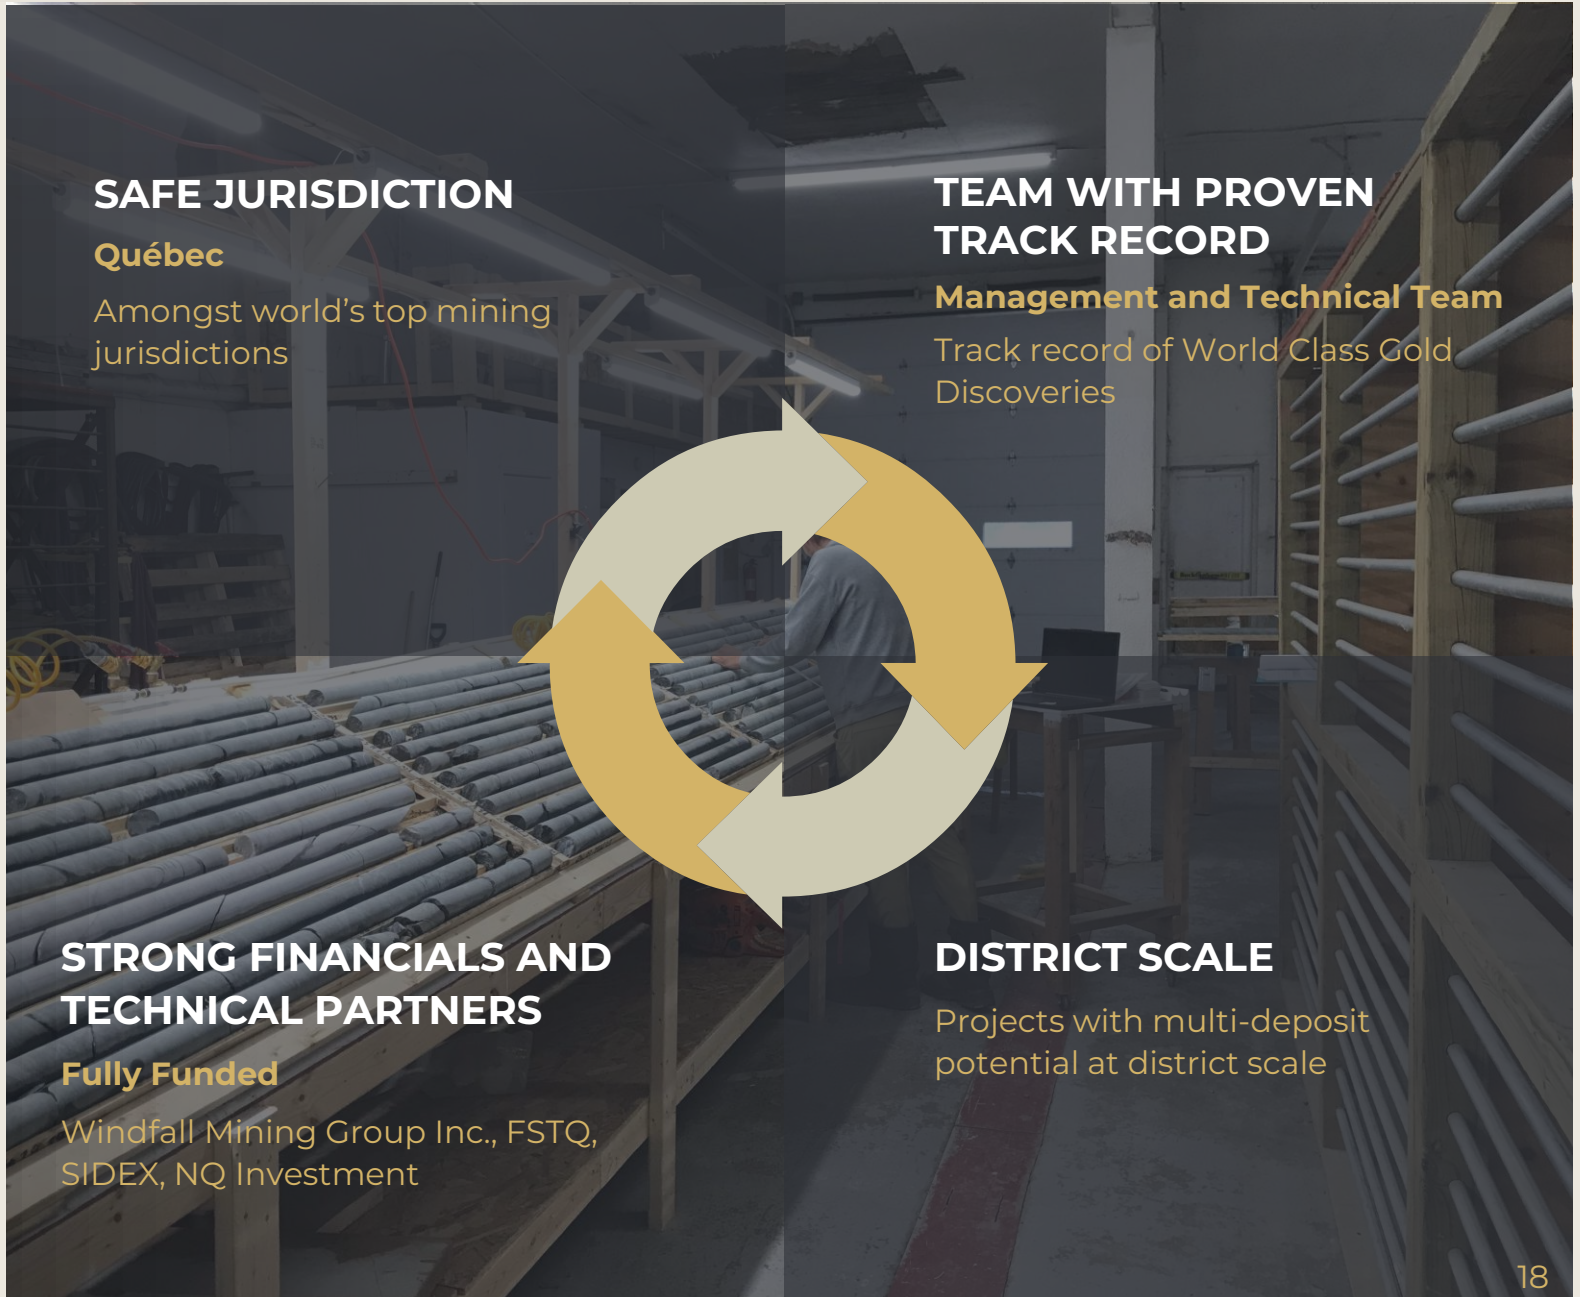 SAFE JURISDICTION
Québec
Amongst world's top mining
jurisdictions
TEAM WITH PROVEN
TRACK RECORD
Management and Technical Team
Track record of World Class Gold
Discoveries
STRONG FINANCIALS AND
TECHNICAL PARTNERS
Fully Funded
Windfall Mining Group Inc., FSTQ,
SIDEX, NQ Investment
DISTRICT SCALE
Projects with multi-deposit
potential at district scale
18